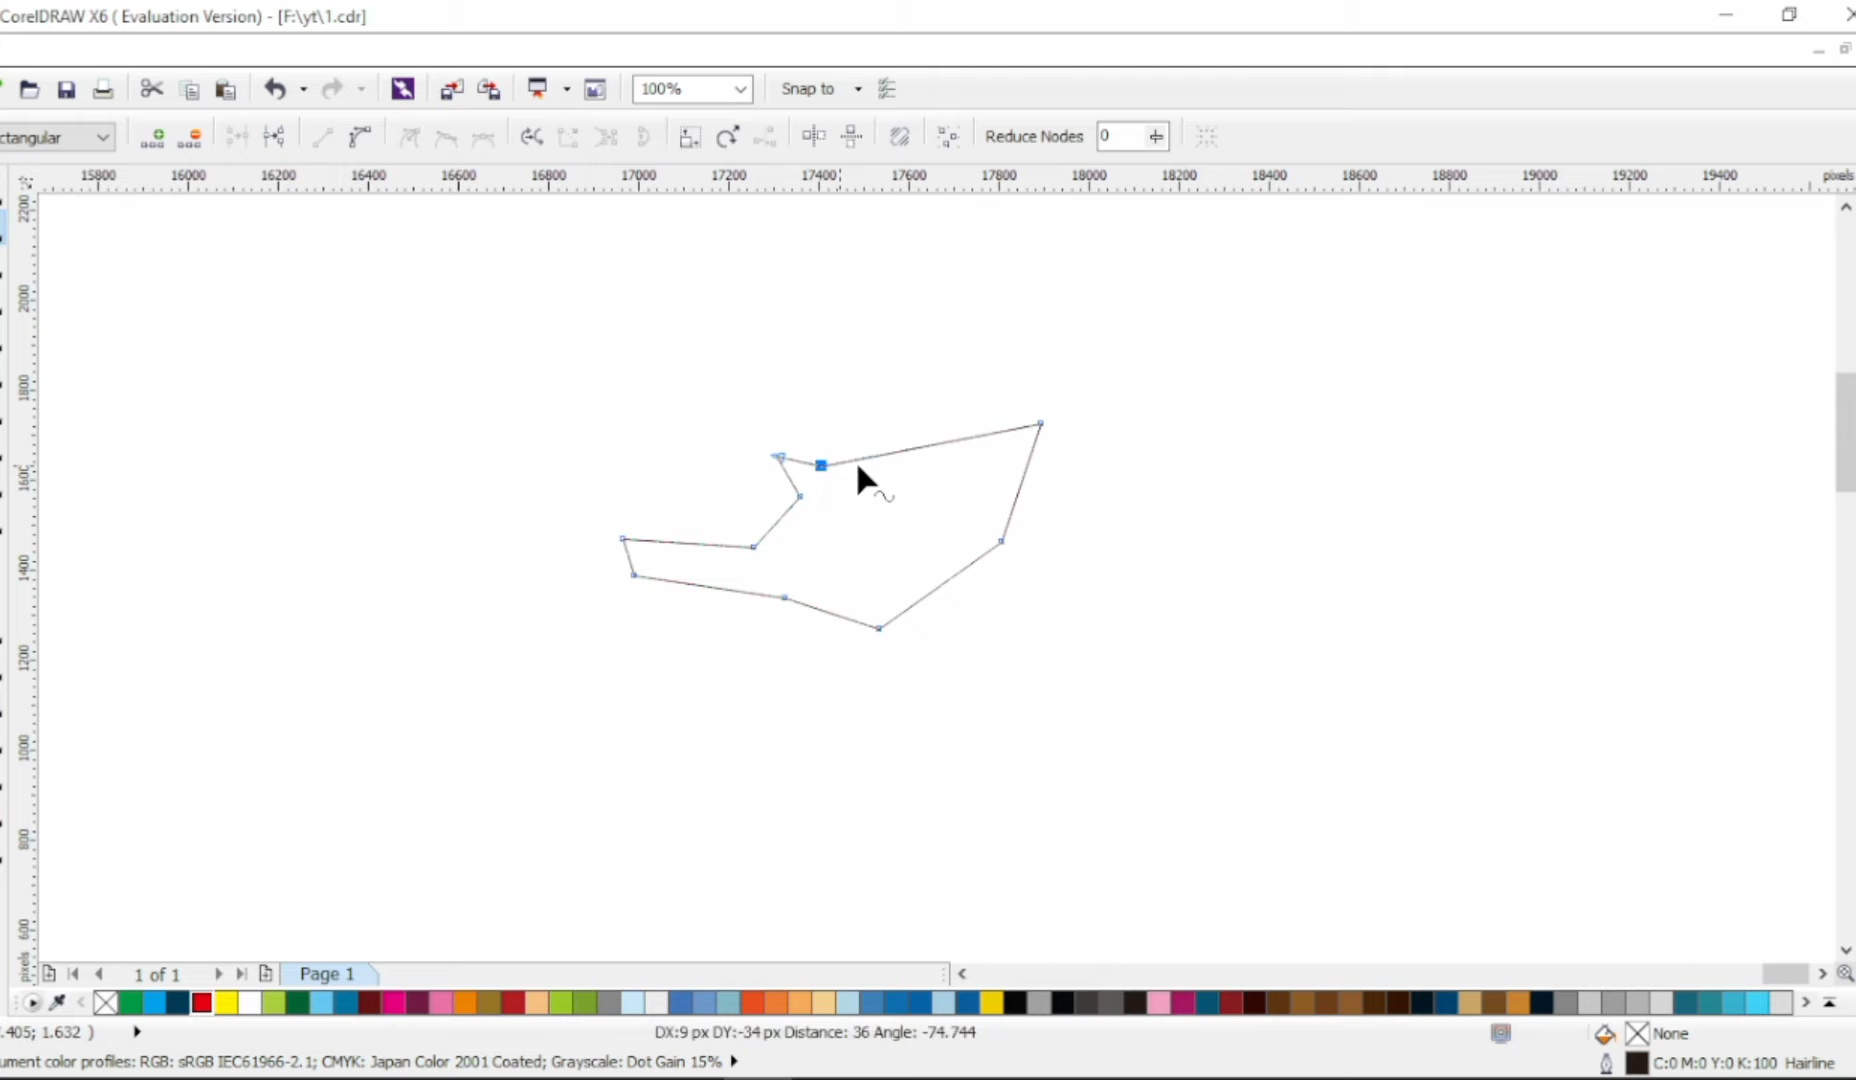 CorelDRAW X6 ( Evaluation Version) - [F:\yt\1.cdr]
100%
Snap to
ctangular
Reduce Nodes 0
15800 16000 16200 16400 16600 16800 17000 17200 17400 17600 17800 18000 18200 18400 18600 18800 19000 19200 19400 pixels
2200
2000
1800
1600
1400
1200
1000
800
600
pixels
1 of 1 Page 1
.405; 1.632 ) DX:9 px DY:-34 px Distance: 36 Angle: -74.744 None
ument color profiles: RGB: sRGB IEC61966-2.1; CMYK: Japan Color 2001 Coated; Grayscale: Dot Gain 15% C:0 M:0 Y:0 K:100 Hairline